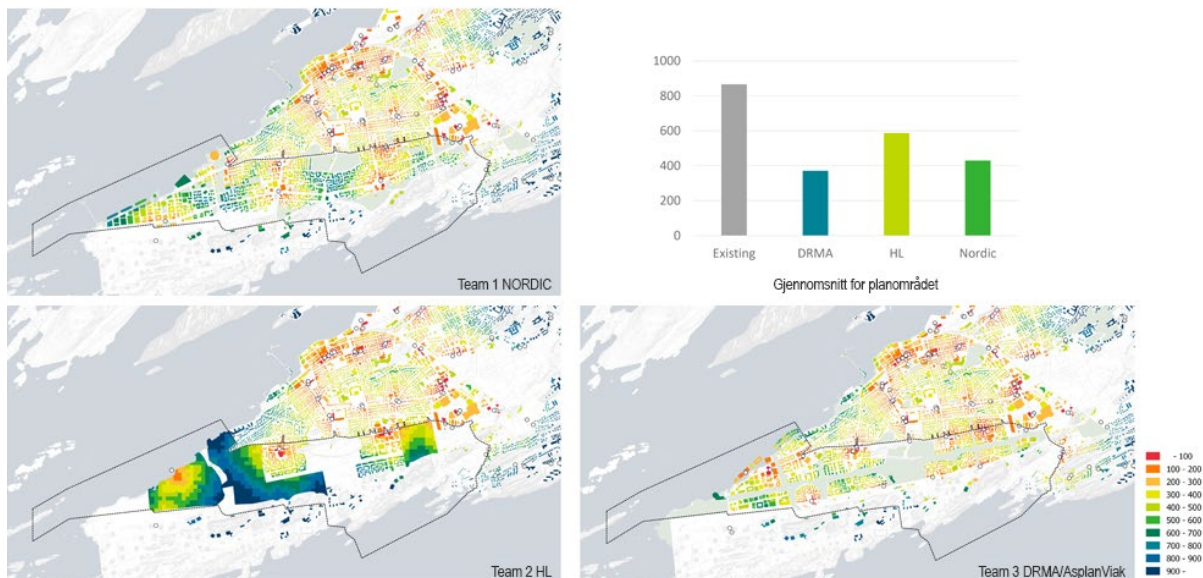 Team 1 NORDIC
1000
800
600
400
200
0
Existing DRMA HL Nordic
Gjennomsnitt for planområdet
Team 2 HL
Team 3 DRMA/AsplanViak
- 100
100 - 200
200 - 300
300 - 400
400 - 500
500 - 600
600 - 700
700 - 800
800 - 900
900 -